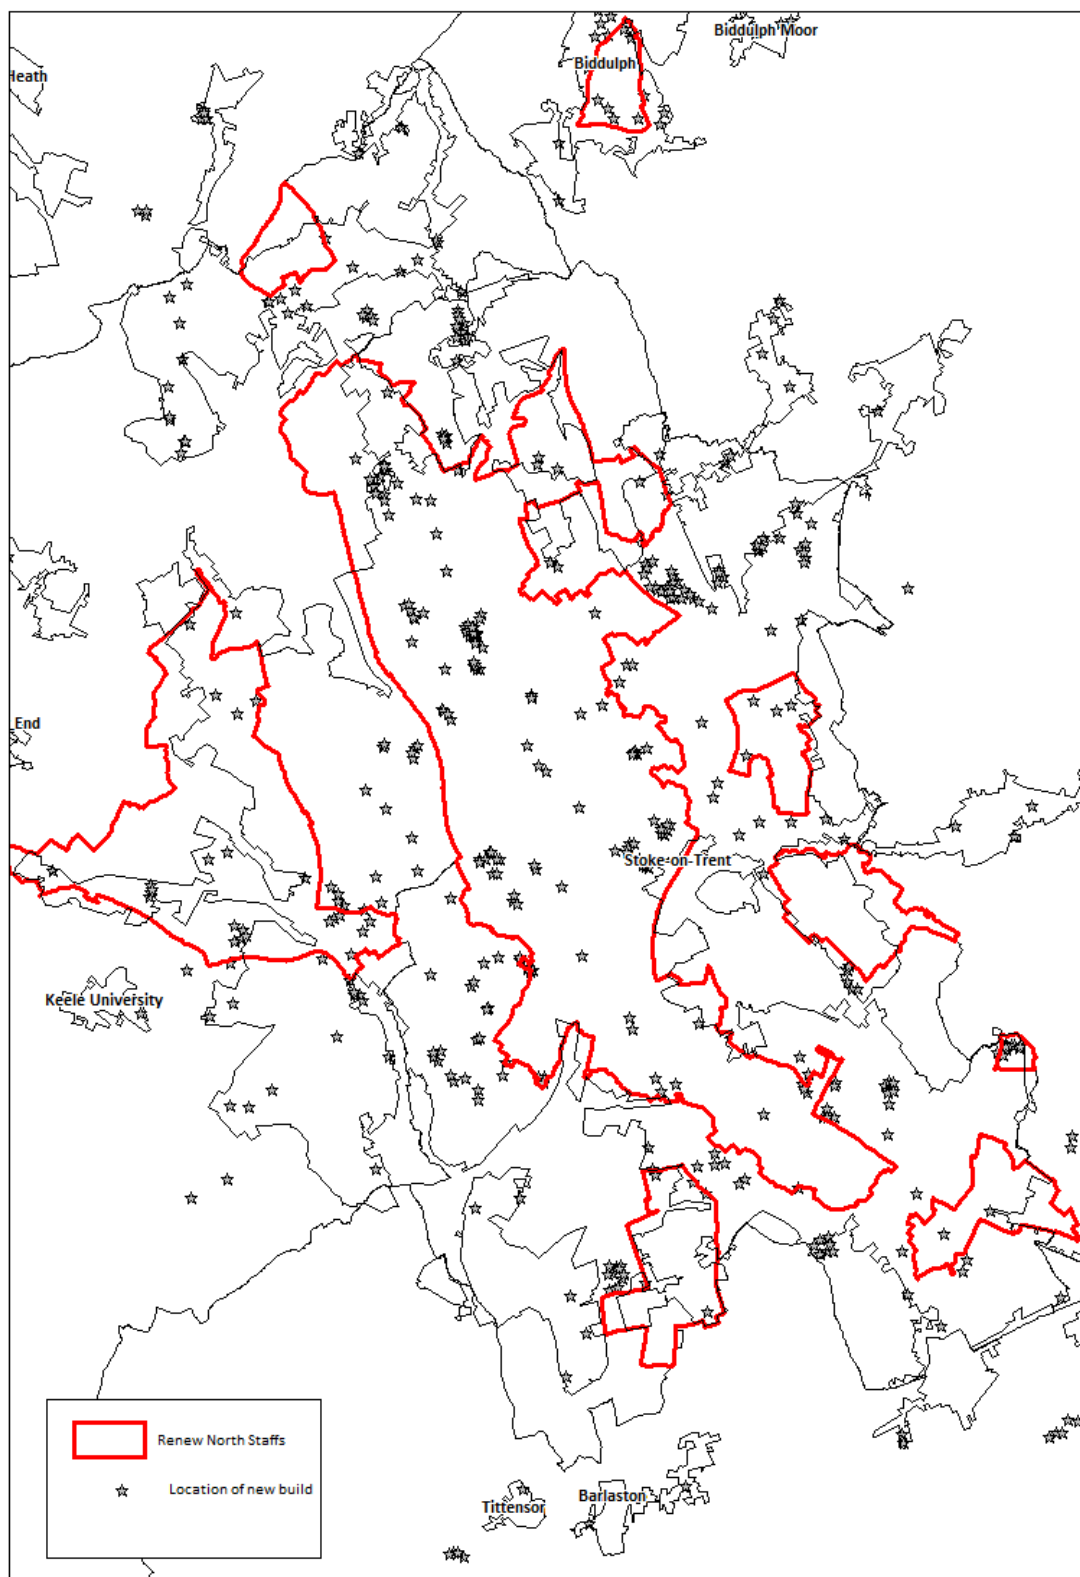 Biddulph Moor
Biddulph
Heath
End
Stoke-on-Trent
Keele University
Renew North Staffs
Location of new build
Tittensor
Barlaston